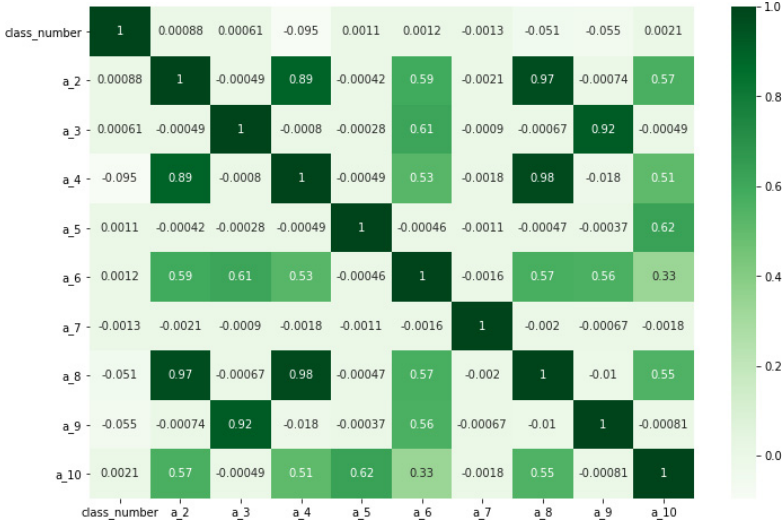 class_number 1 0.00088 0.00061 -0.095 0.0011 0.0012 -0.0013 -0.051 -0.055 0.0021
a_2 0.00088 1 -0.00049 0.89 -0.00042 0.59 -0.0021 0.97 -0.00074 0.57
a_3 0.00061 -0.00049 1 -0.0008 -0.00028 0.61 -0.0009 -0.00067 0.92 -0.00049
a_4 -0.095 0.89 -0.0008 1 -0.00049 0.53 -0.0018 0.98 -0.018 0.51
a_5 0.0011 -0.00042 -0.00028 -0.00049 1 -0.00046 -0.0011 -0.00047 -0.00037 0.62
a_6 0.0012 0.59 0.61 0.53 -0.00046 1 -0.0016 0.57 0.56 0.33
a_7 -0.0013 -0.0021 -0.0009 -0.0018 -0.0011 -0.0016 1 -0.002 -0.00067 -0.0018
a_8 -0.051 0.97 -0.00067 0.98 -0.00047 0.57 -0.002 1 -0.01 0.55
a_9 -0.055 -0.00074 0.92 -0.018 -0.00037 0.56 -0.00067 -0.01 1 -0.00081
a_10 0.0021 0.57 -0.00049 0.51 0.62 0.33 -0.0018 0.55 -0.00081 1
class_number a_2 a_3 a_4 a_5 a_6 a_7 a_8 a_9 a_10
1.0
0.8
0.6
0.4
0.2
0.0